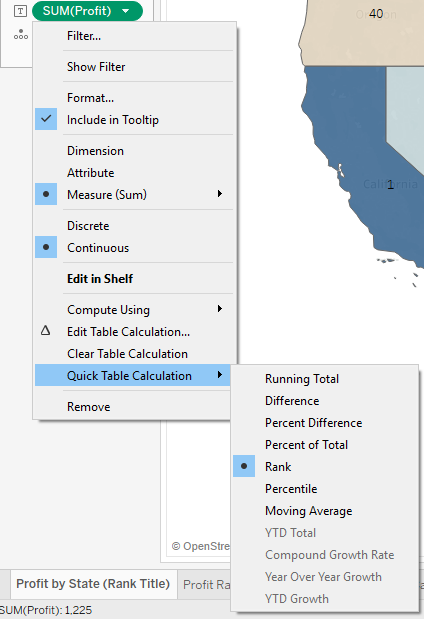 T SUM(Profit)
Filter...
Show Filter
Format...
Include in Tooltip
Dimension
Attribute
Measure (Sum)
Discrete
Continuous
Edit in Shelf
Compute Using
Edit Table Calculation...
Clear Table Calculation
Quick Table Calculation
Remove
Running Total
Difference
Percent Difference
Percent of Total
Rank
Percentile
Moving Average
YTD Total
Compound Growth Rate
Year Over Year Growth
YTD Growth
Oregon
40
California
1
© OpenStre
Profit by State (Rank Title)
Profit Ra
SUM(Profit): 1,225